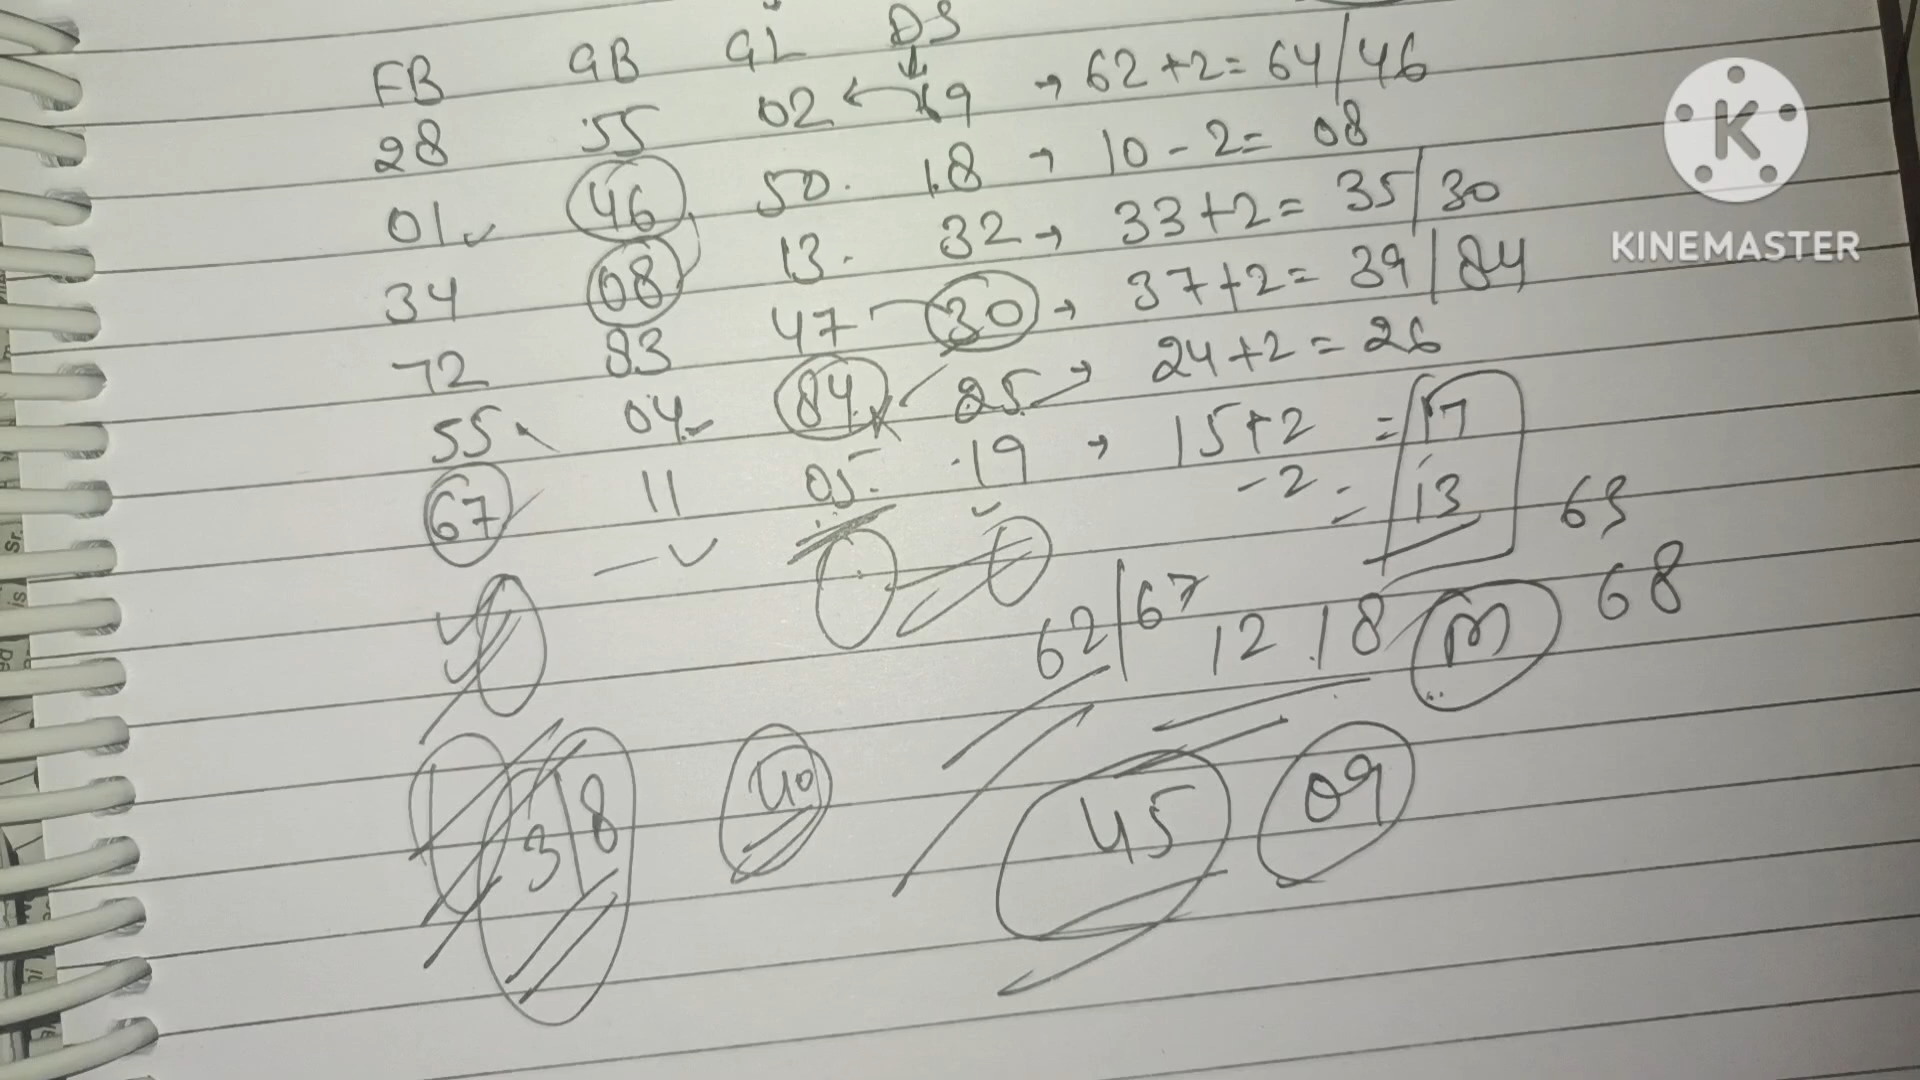 FB GB GL DS
28 55 02 ← 19 → 62+2= 64/46
01 46 50. 18 → 10-2= 08
34 08 13. 32 → 33+2= 35/30
72 83 47 30 → 37+2= 39/84
55 04 84 25 → 24+2=26
67 11 05. 19 → 15+2 = 17
-2 = 13 63
62/67 12 18 m 68
3/8 40 45 09
K
KINEMASTER